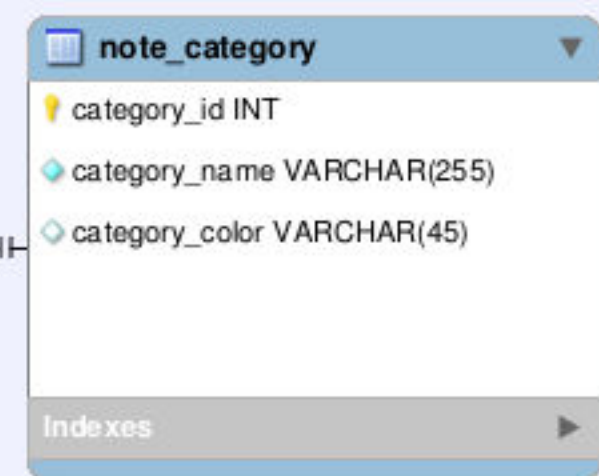 note_category
category_id INT
category_name VARCHAR(255)
category_color VARCHAR(45)
Indexes